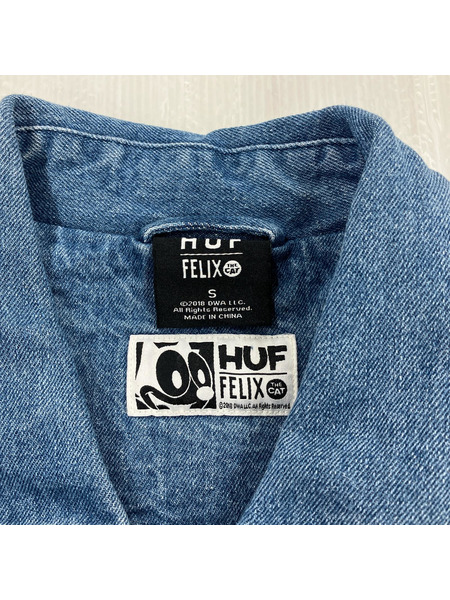 HUF
FELIX THE CAT
S
©2018 DWA LLC.
All Rights Reserved.
MADE IN CHINA
HUF
FELIX THE CAT
©2018 DWA LLC. All Rights Reserved.